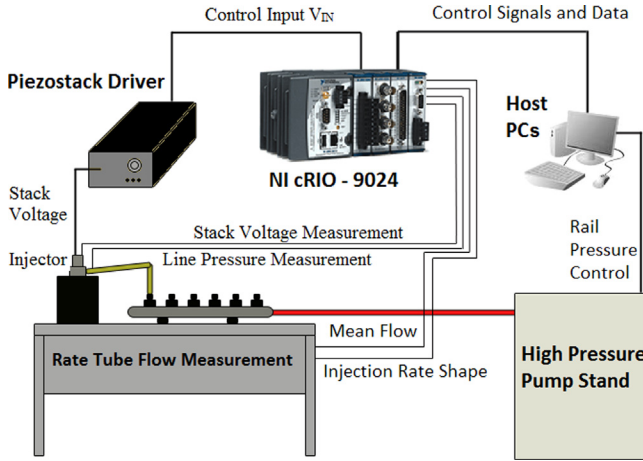 Control Input VIN
Control Signals and Data
Piezostack Driver
Host
PCs
NI cRIO - 9024
Stack
Voltage
Stack Voltage Measurement
Injector
Line Pressure Measurement
Rail
Pressure
Control
Mean Flow
Rate Tube Flow Measurement
Injection Rate Shape
High Pressure
Pump Stand